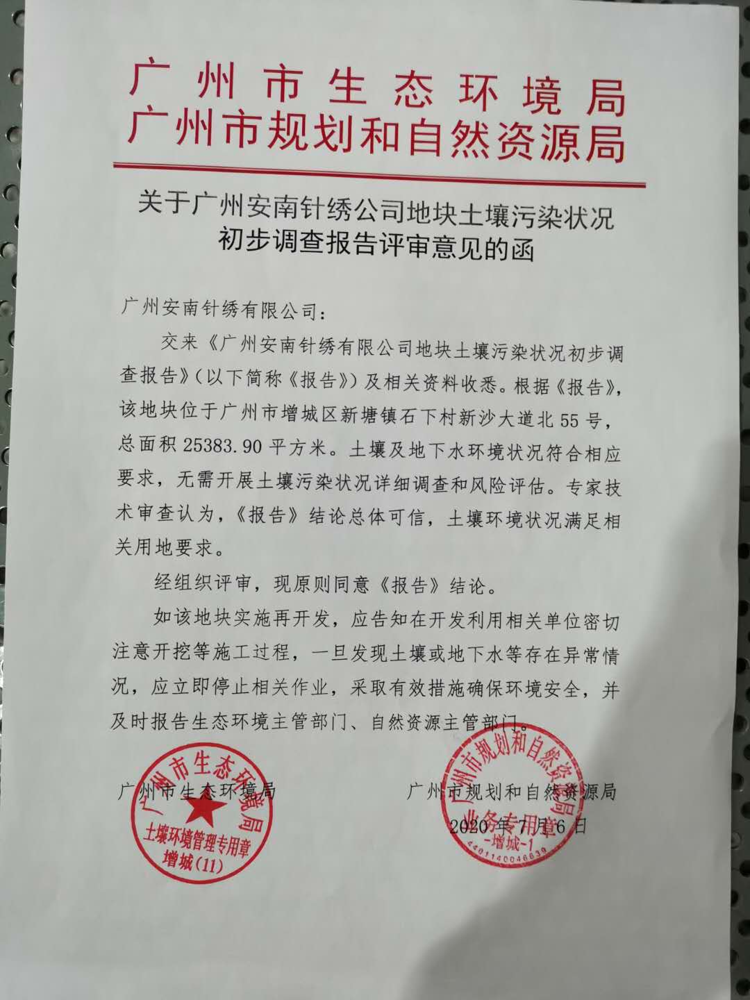 广州市生态环境局
广州市规划和自然资源局
关于广州安南针绣公司地块土壤污染状况
初步调查报告评审意见的函
广州安南针绣有限公司：
交来《广州安南针绣有限公司地块土壤污染状况初步调
查报告》（以下简称《报告》）及相关资料收悉。根据《报告》，
该地块位于广州市增城区新塘镇石下村新沙大道北 55 号，
总面积 25383.90 平方米。土壤及地下水环境状况符合相应
要求，无需开展土壤污染状况详细调查和风险评估。专家技
术审查认为，《报告》结论总体可信，土壤环境状况满足相
关用地要求。
经组织评审，现原则同意《报告》结论。
如该地块实施再开发，应告知在开发利用相关单位密切
注意开挖等施工过程，一旦发现土壤或地下水等存在异常情
况，应立即停止相关作业，采取有效措施确保环境安全，并
及时报告生态环境主管部门、自然资源主管部门。
广州市生态环境局
广州市规划和自然资源局
2020 年 7 月 6 日
广州市生态环境局
土壤环境管理专用章
增城(11)
广州市规划和自然资源局
业务专用章
-增城-1
4401140046639